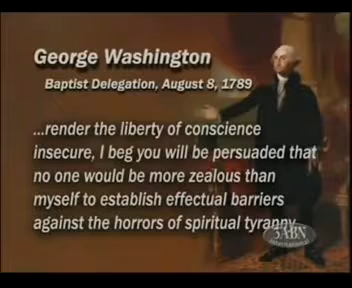 George Washington
Baptist Delegation, August 8, 1789
...render the liberty of conscience
insecure, I beg you will be persuaded that
no one would be more zealous than
myself to establish effectual barriers
against the horrors of spiritual tyranny
3ABN
International